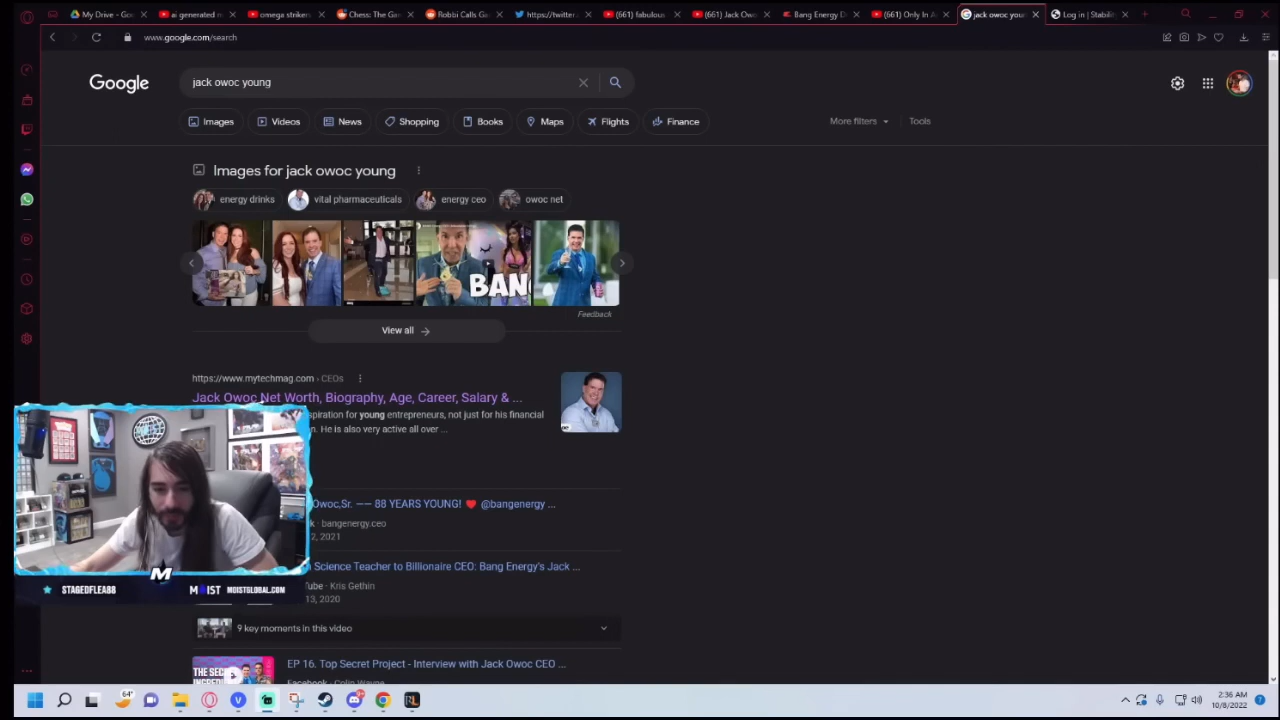 My Drive - Goo
ai generated m
omega strikers
Chess: The Ga
Robbi Calls Ga
https://twitter
(661) fabulous
(661) Jack Owo
Bang Energy D
(661) Only In A
jack owoc you
Log in | Stabilit
www.google.com/search
Google
jack owoc young
Images
Videos
News
Shopping
Books
Maps
Flights
Finance
More filters
Tools
Images for jack owoc young
energy drinks
vital pharmaceuticals
energy ceo
owoc net
BAN
Feedback
View all
https://www.mytechmag.com › CEOs
Jack Owoc Net Worth, Biography, Age, Career, Salary & ...
spiration for young entrepreneurs, not just for his financial
n. He is also very active all over ...
Owoc,Sr. —– 88 YEARS YOUNG! ❤️ @bangenergy ...
k · bangenergy.ceo
2, 2021
n Science Teacher to Billionaire CEO: Bang Energy's Jack ...
ube · Kris Gethin
13, 2020
M
STAGEDFLEA88
MOIST
MOISTGLOBAL.COM
9 key moments in this video
EP 16. Top Secret Project - Interview with Jack Owoc CEO ...
Facebook · Colin Wayne
THE SECR
64°
2:36 AM
10/8/2022